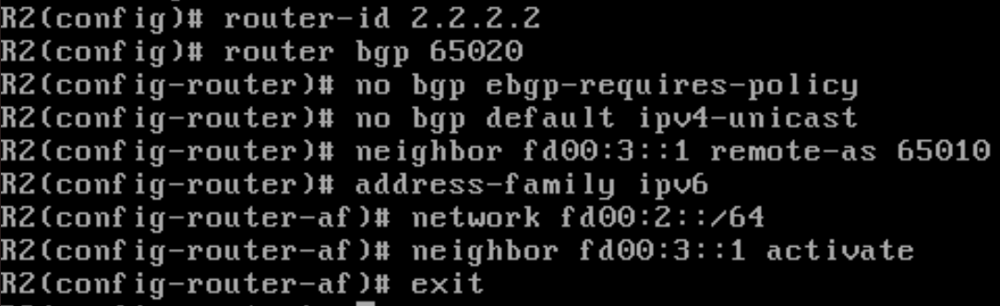 R2(config)# router-id 2.2.2.2
R2(config)# router bgp 65020
R2(config-router)# no bgp ebgp-requires-policy
R2(config-router)# no bgp default ipv4-unicast
R2(config-router)# neighbor fd00:3::1 remote-as 65010
R2(config-router)# address-family ipv6
R2(config-router-af)# network fd00:2::/64
R2(config-router-af)# neighbor fd00:3::1 activate
R2(config-router-af)# exit